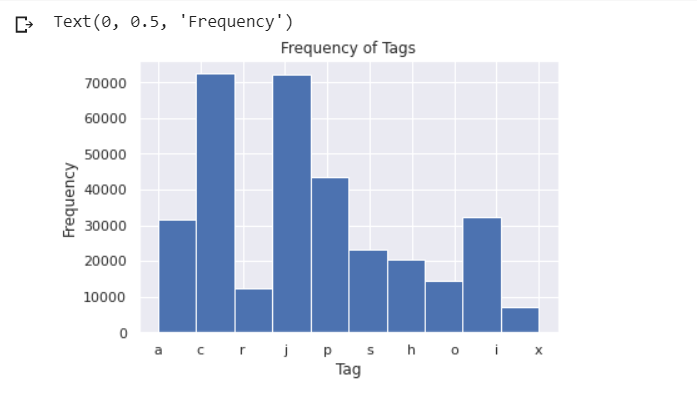 Text(0, 0.5, 'Frequency')
Frequency of Tags
70000
60000
50000
40000
30000
20000
10000
0
Frequency
a c r j p s h o i x
Tag